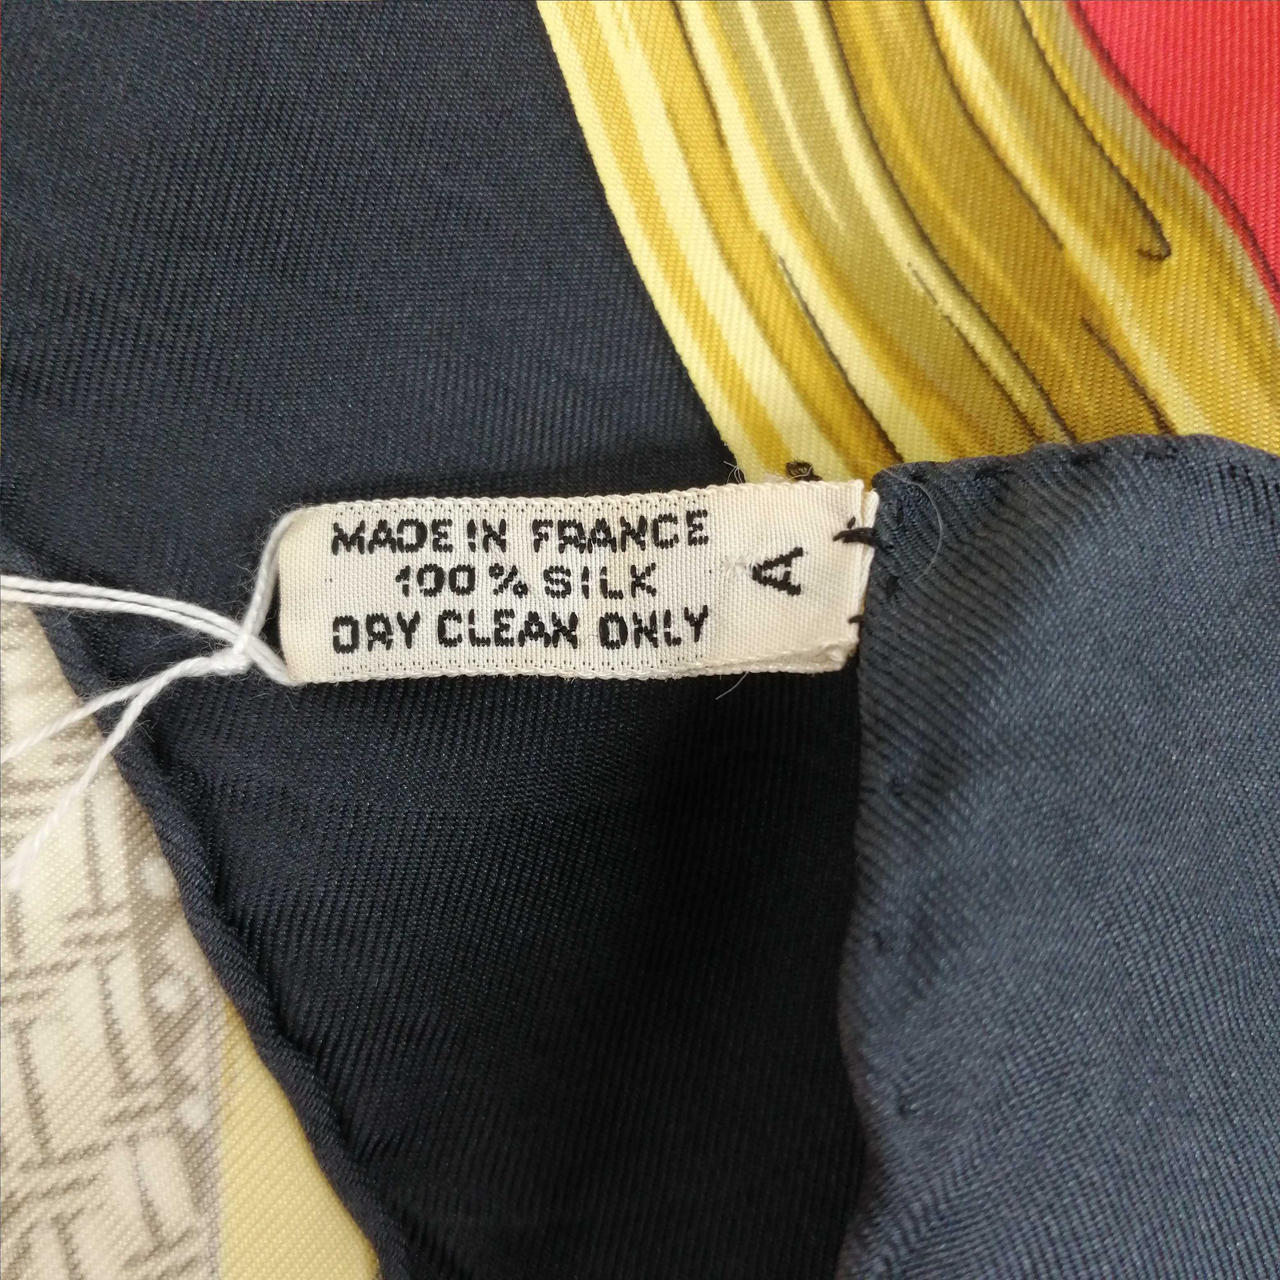 MADE IN FRANCE
100% SILK
DRY CLEAN ONLY
A